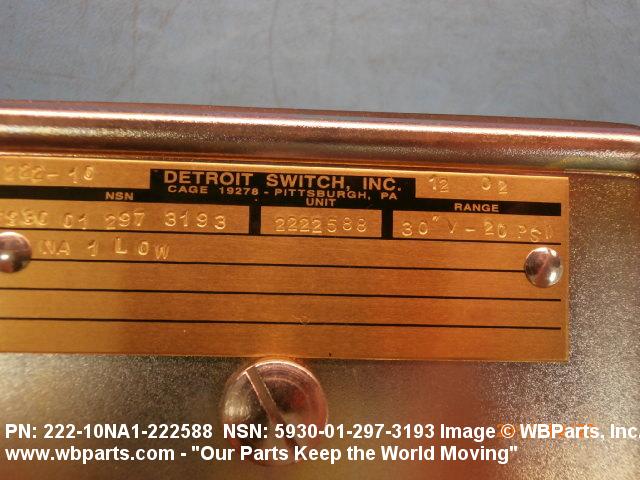 222-10 DETROIT SWITCH, INC. 12 02
NSN CAGE 19278 - PITTSBURGH, PA
UNIT RANGE
5930 01 297 3193 2222588 30"V-20 PSI
NA 1 LOW
PN: 222-10NA1-222588 NSN: 5930-01-297-3193 Image © WBParts, Inc.
www.wbparts.com - "Our Parts Keep the World Moving"